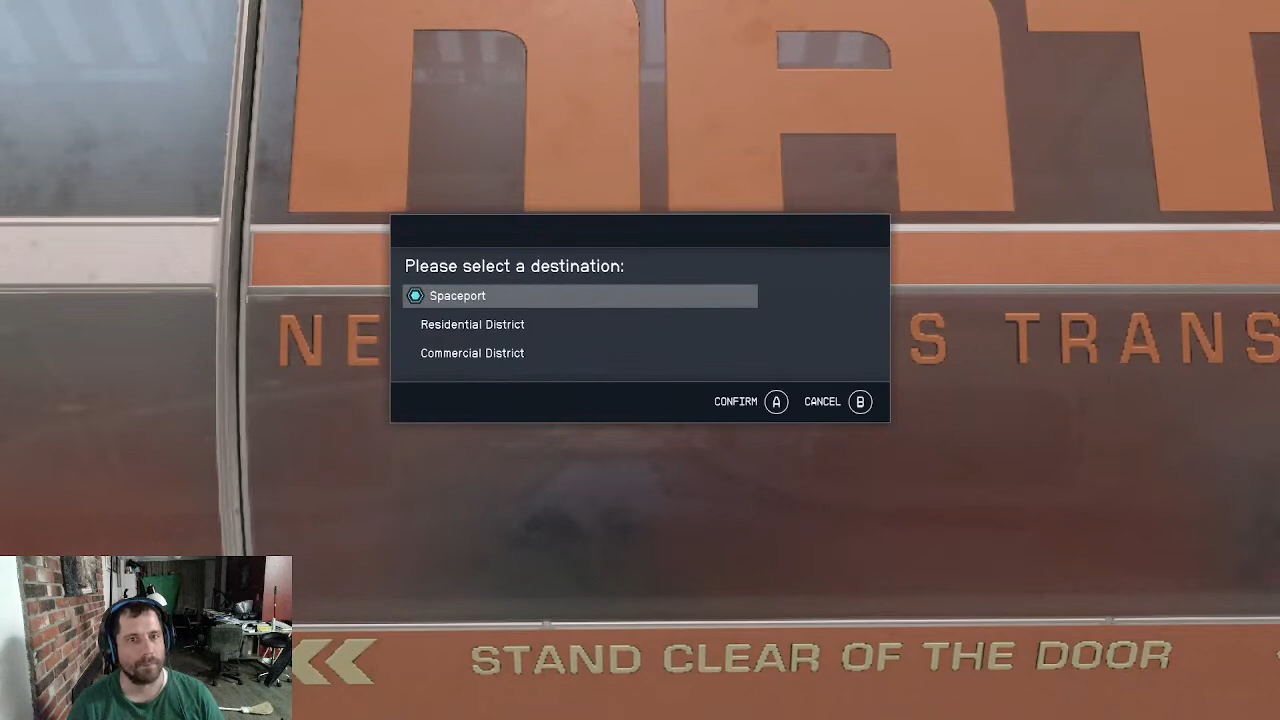 NAT
Please select a destination:
Spaceport
Residential District
Commercial District
NE S TRANS
CONFIRM A CANCEL B
STAND CLEAR OF THE DOOR